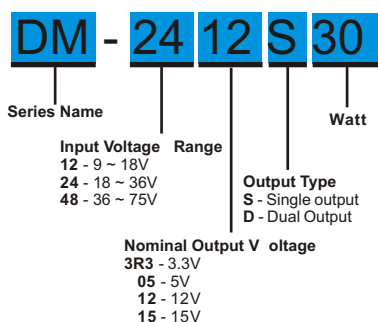 DM - 24 12 S 30
Series Name
Watt
Input Voltage Range
12 - 9 ~ 18V
24 - 18 ~ 36V
48 - 36 ~ 75V
Output Type
S - Single output
D - Dual Output
Nominal Output V oltage
3R3 - 3.3V
05 - 5V
12 - 12V
15 - 15V